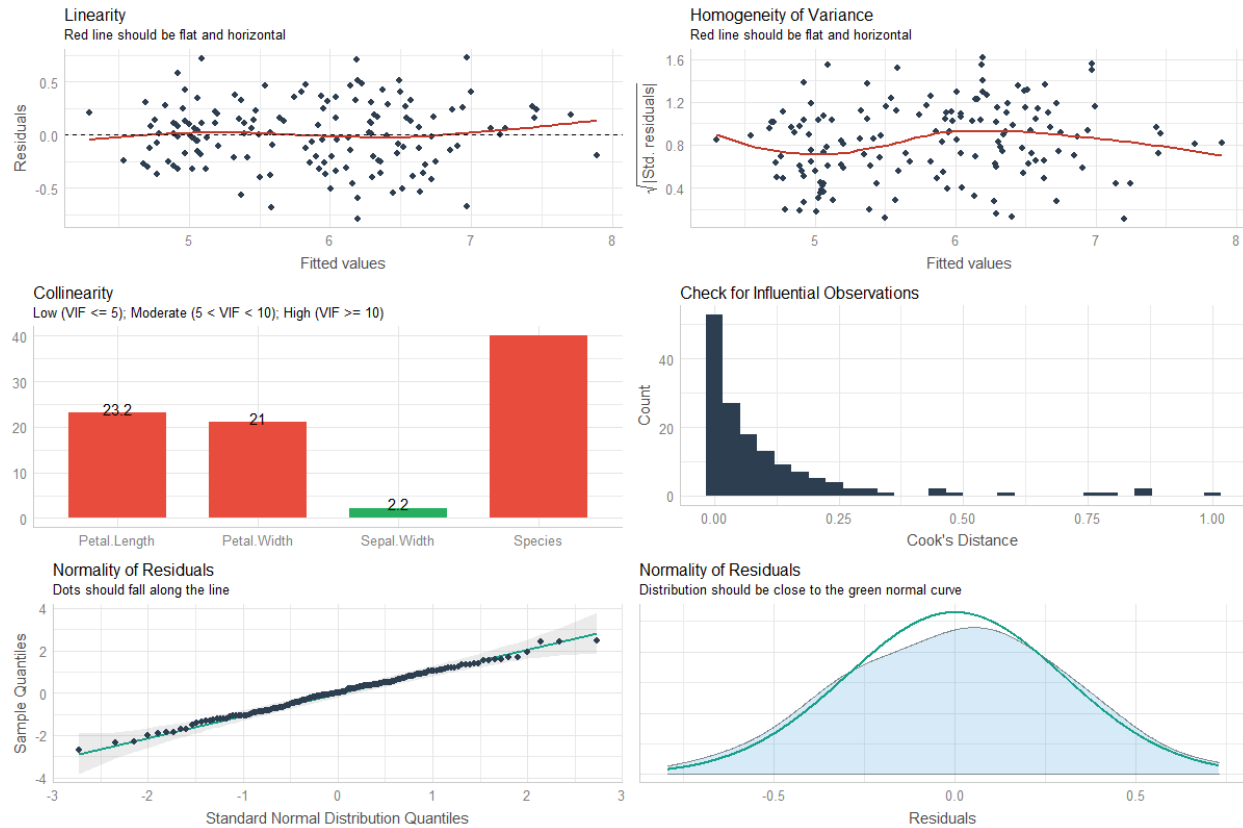 Linearity
Red line should be flat and horizontal
Residuals
0.5
0.0
-0.5
5
6
7
8
Fitted values
Homogeneity of Variance
Red line should be flat and horizontal
√|Std. residuals|
1.6
1.2
0.8
0.4
5
6
7
8
Fitted values
Collinearity
Low (VIF <= 5); Moderate (5 < VIF < 10); High (VIF >= 10)
40
30
20
10
0
23.2
21
2.2
Petal.Length
Petal.Width
Sepal.Width
Species
Check for Influential Observations
Count
40
20
0
0.00
0.25
0.50
0.75
1.00
Cook's Distance
Normality of Residuals
Dots should fall along the line
Sample Quantiles
4
2
0
-2
-4
-3
-2
-1
0
1
2
3
Standard Normal Distribution Quantiles
Normality of Residuals
Distribution should be close to the green normal curve
-0.5
0.0
0.5
Residuals